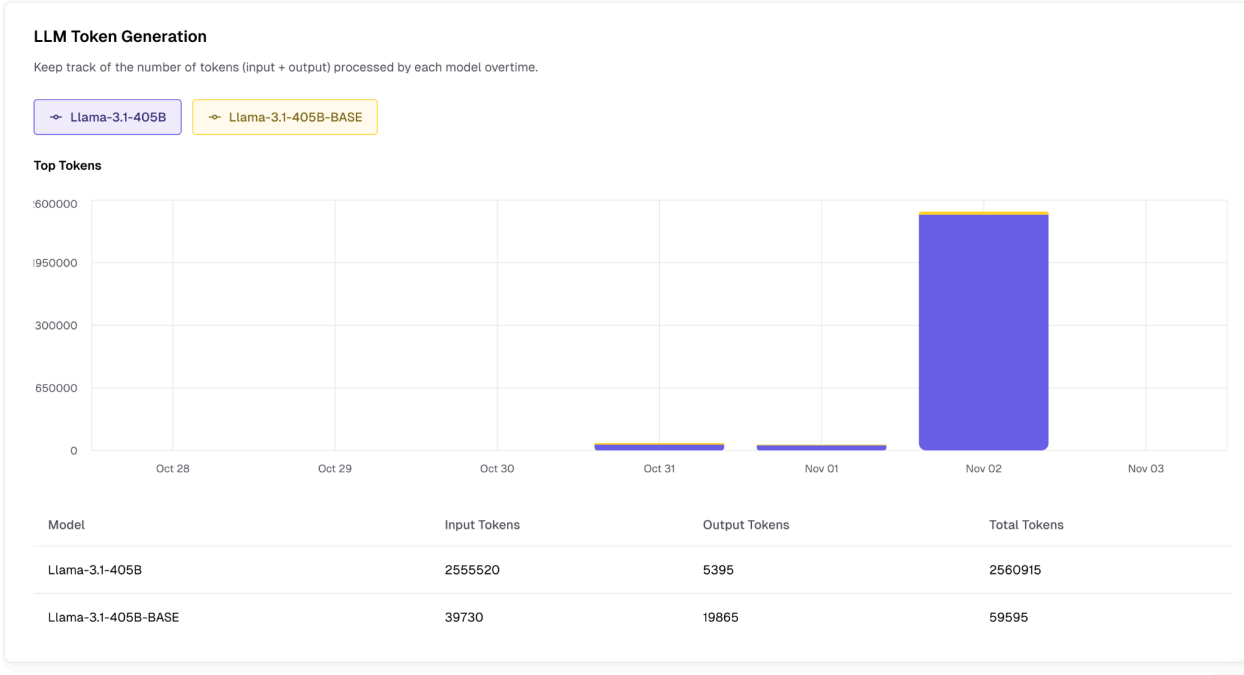 LLM Token Generation
Keep track of the number of tokens (input + output) processed by each model overtime.
Llama-3.1-405B Llama-3.1-405B-BASE
Top Tokens
600000
950000
300000
650000
0
Oct 28 Oct 29 Oct 30 Oct 31 Nov 01 Nov 02 Nov 03
Model Input Tokens Output Tokens Total Tokens
Llama-3.1-405B 2555520 5395 2560915
Llama-3.1-405B-BASE 39730 19865 59595